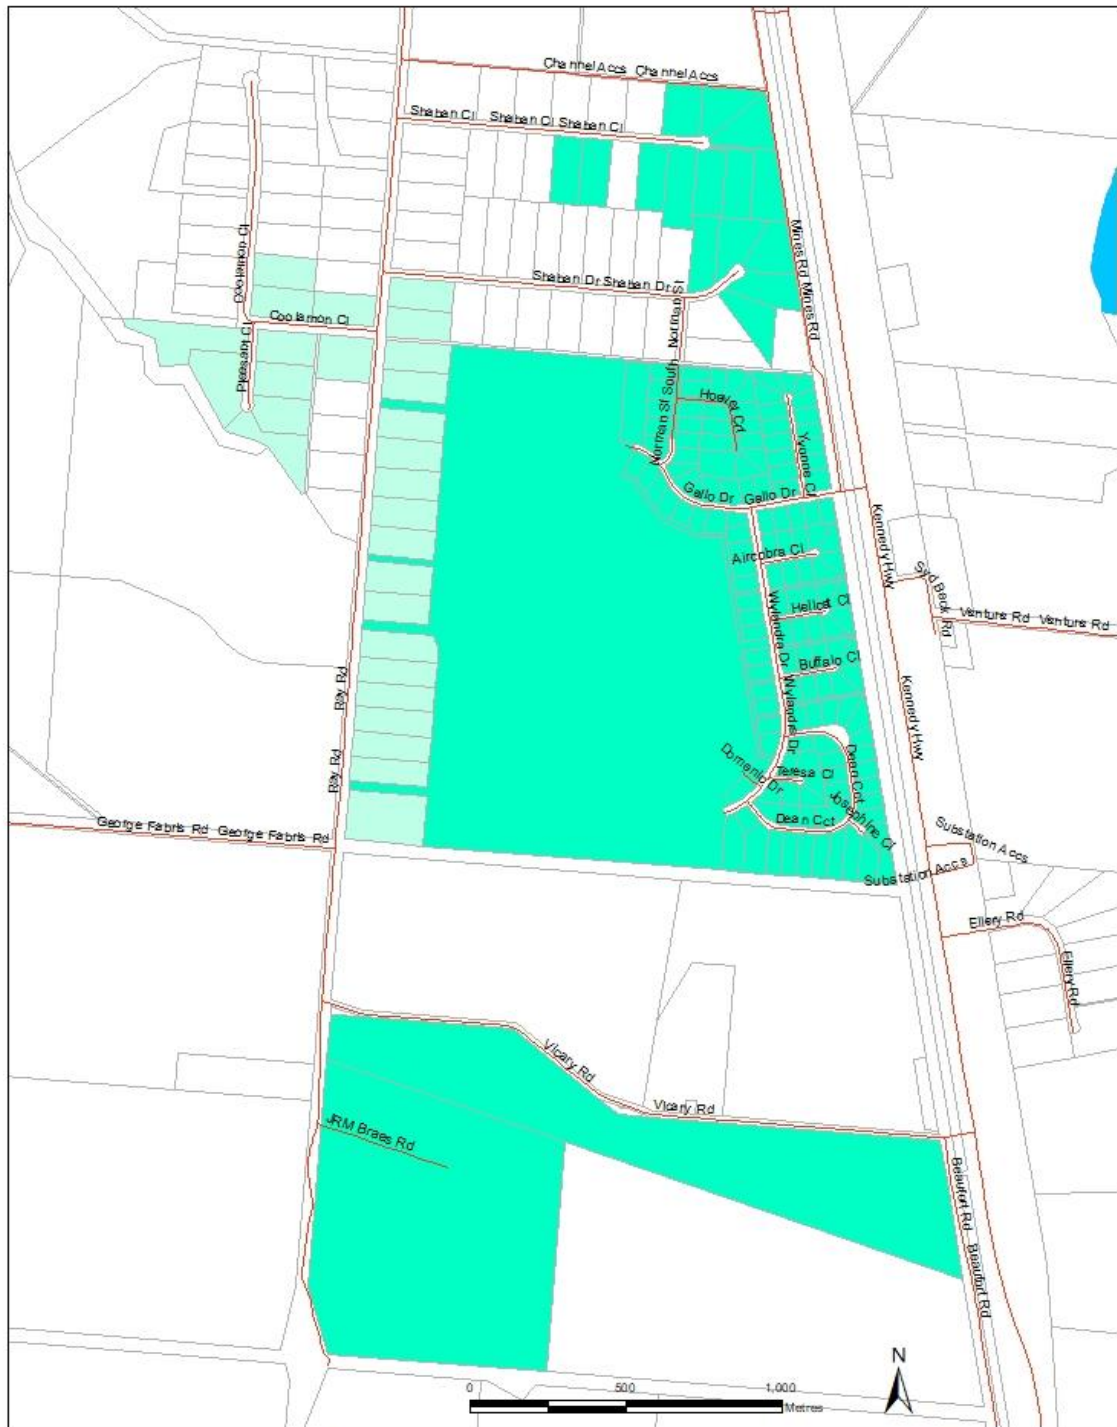 Channel Accs Channel Accs
Shaban Cl Shaban Cl Shaban Cl
Coolamon Cl
Mines Rd Mines Rd
Shaban Dr Shaban Dr
Norman St
Coolamon Cl
Pleasant Cl
South
Norman St
Hoevet Crt
Yvonne Cl
Gallo Dr Gallo Dr
Kennedy Hwy
Aircobra Cl
Syd Beck Rd
Wylandra Dr
Hellcat Cl
Venture Rd Venture Rd
Buffalo Cl
Ray Rd
Wylandra Dr
Kennedy Hwy
Ray Rd
Domenic Dr
Teresa Cl
Dean Cct
Josephine Cl
Dean Cct
George Fabris Rd George Fabris Rd
Substation Accs
Substation Accs
Ellery Rd
Ellery Rd
Vicary Rd
Vicary Rd
JRM Braes Rd
Beaufort Rd
Beaufort Rd
N
0 500 1,000
Metres